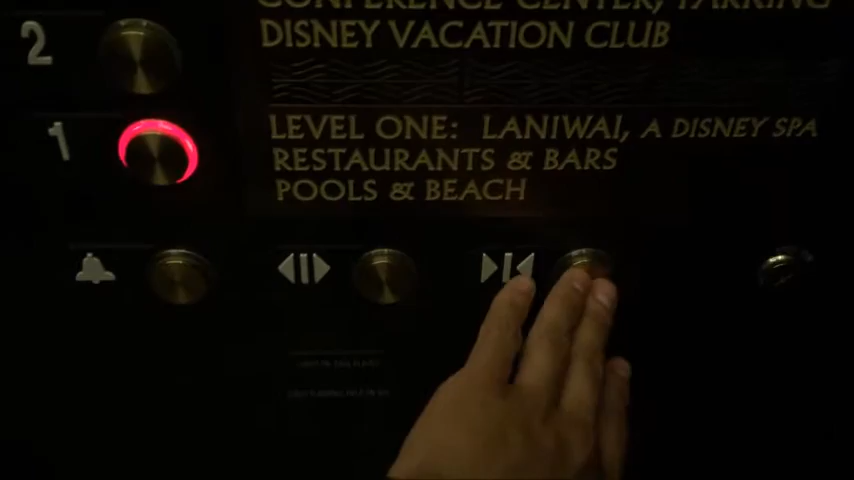 CONFERENCE CENTER, PARKING
DISNEY VACATION CLUB
2
1
LEVEL ONE: LANIWAI, A DISNEY SPA
RESTAURANTS & BARS
POOLS & BEACH